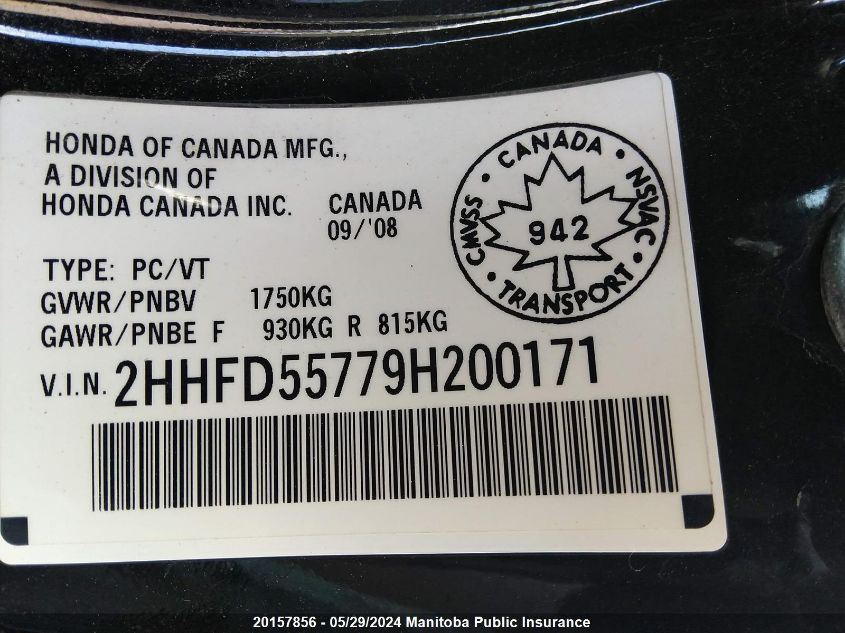 HONDA OF CANADA MFG.,
A DIVISION OF
HONDA CANADA INC. CANADA
09/'08
TYPE: PC/VT
GVWR/PNBV 1750KG
GAWR/PNBE F 930KG R 815KG
V.I.N. 2HHFD55779H200171
CMVSS • CANADA • NSVAC • TRANSPORT •
942
20157856 - 05/29/2024 Manitoba Public Insurance